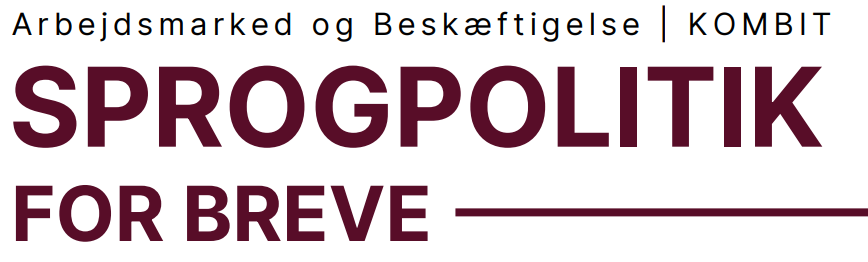 Arbejdsmarked og Beskæftigelse | KOMBIT
SPROGPOLITIK
FOR BREVE